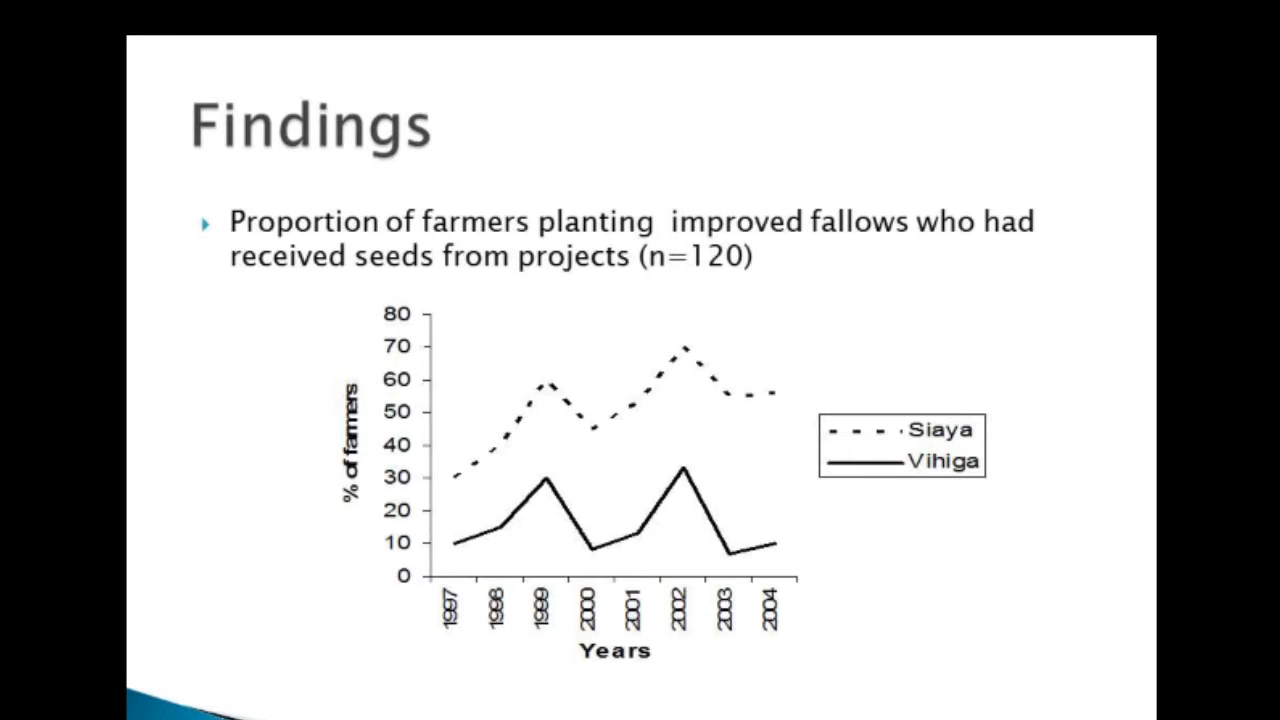 Findings
Proportion of farmers planting improved fallows who had
received seeds from projects (n=120)
80
70
60
50
40
30
20
10
0
% of farmers
1997
1998
1999
2000
2001
2002
2003
2004
Years
Siaya
Vihiga